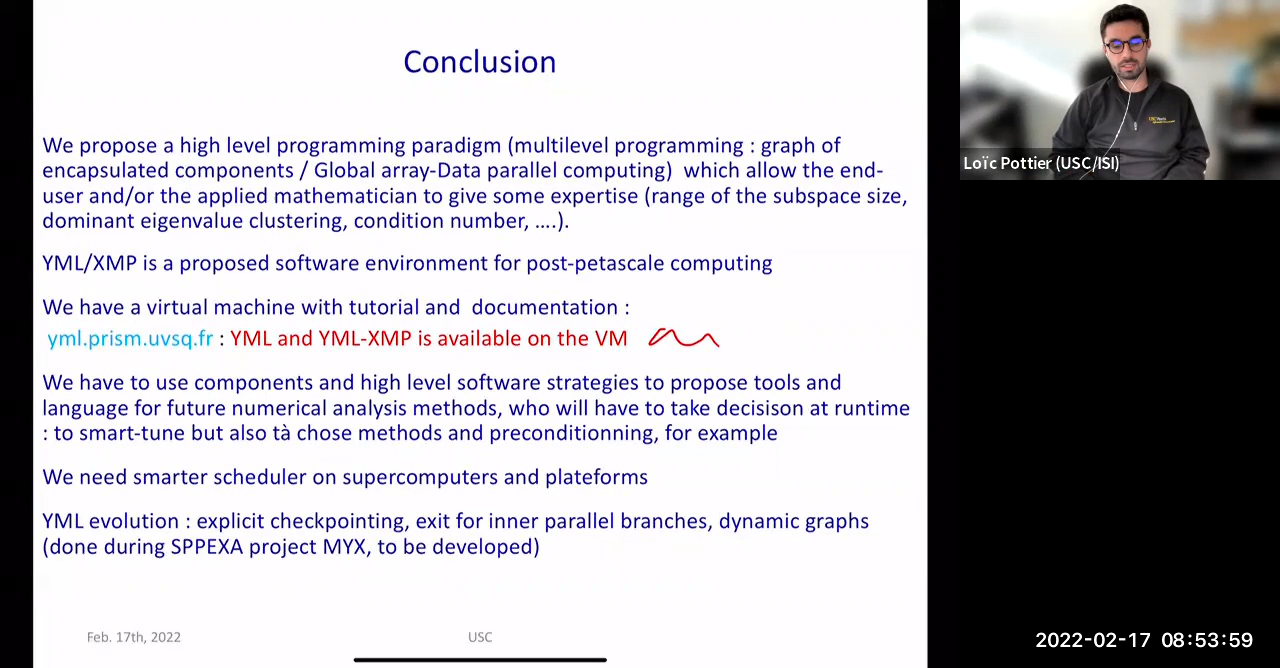 Conclusion
We propose a high level programming paradigm (multilevel programming : graph of
encapsulated components / Global array-Data parallel computing)  which allow the end-
user and/or the applied mathematician to give some expertise (range of the subspace size,
dominant eigenvalue clustering, condition number, ….).
YML/XMP is a proposed software environment for post-petascale computing
We have a virtual machine with tutorial and  documentation :
yml.prism.uvsq.fr : YML and YML-XMP is available on the VM
We have to use components and high level software strategies to propose tools and
language for future numerical analysis methods, who will have to take decisison at runtime
: to smart-tune but also tà chose methods and preconditionning, for example
We need smarter scheduler on supercomputers and plateforms
YML evolution : explicit checkpointing, exit for inner parallel branches, dynamic graphs
(done during SPPEXA project MYX, to be developed)
Feb. 17th, 2022
USC
Loïc Pottier (USC/ISI)
2022-02-17 08:53:59